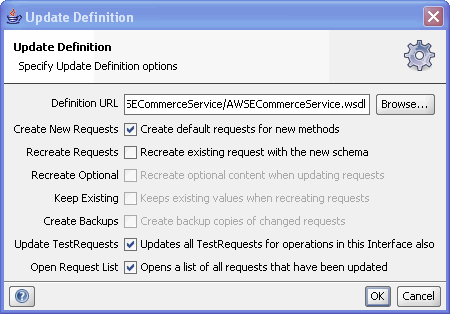 Update Definition
Update Definition
Specify Update Definition options
Definition URL SECommerceService/AWSECommerceService.wsdl Browse...
Create New Requests Create default requests for new methods
Recreate Requests Recreate existing request with the new schema
Recreate Optional Recreate optional content when updating requests
Keep Existing Keeps existing values when recreating requests
Create Backups Create backup copies of changed requests
Update TestRequests Updates all TestRequests for operations in this Interface also
Open Request List Opens a list of all requests that have been updated
? OK Cancel